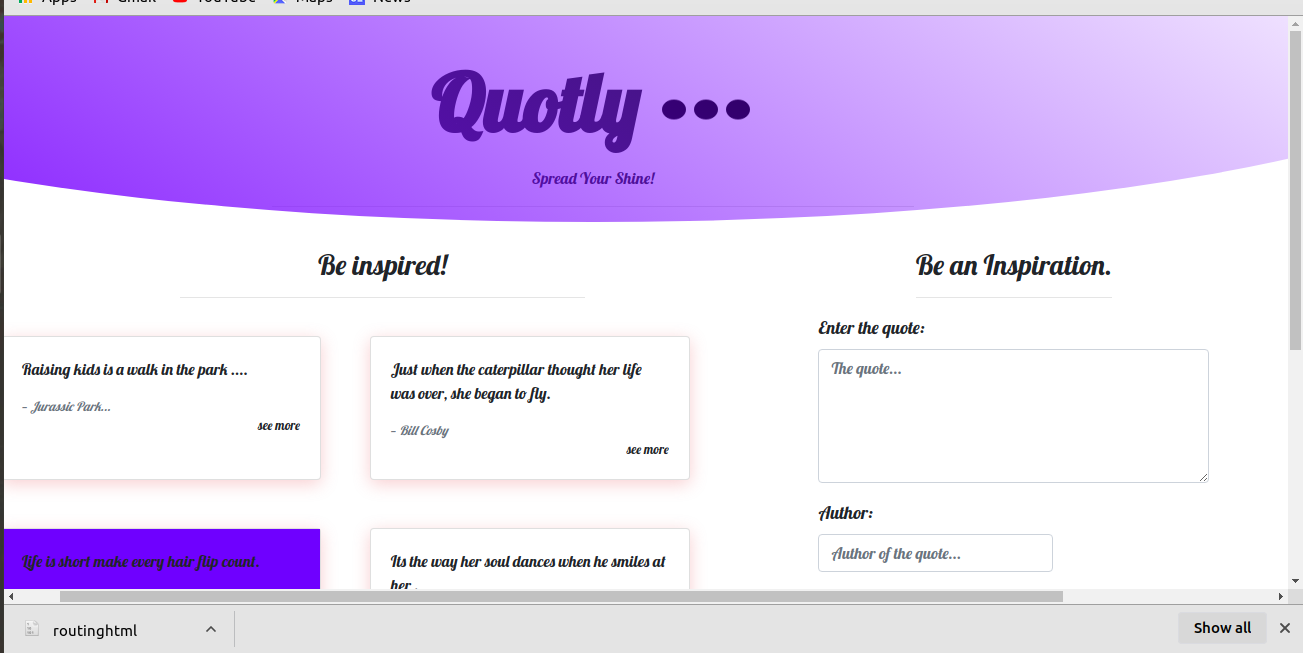 Apps Gmail YouTube Maps News
Quotly
Spread Your Shine!
Be inspired!
Raising kids is a walk in the park ....
– Jurassic Park...
see more
Just when the caterpillar thought her life
was over, she began to fly.
– Bill Cosby
see more
Life is short make every hair flip count.
Its the way her soul dances when he smiles at
her .
Be an Inspiration.
Enter the quote:
The quote...
Author:
Author of the quote...
routinghtml
Show all